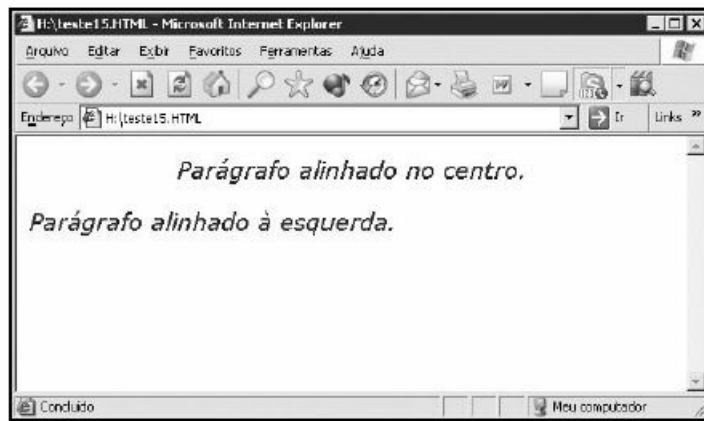 H:\teste15.HTML - Microsoft Internet Explorer
Arquivo Editar Exibir Favoritos Ferramentas Ajuda
Endereço H:\teste15.HTML Ir Links »
Parágrafo alinhado no centro.
Parágrafo alinhado à esquerda.
Concluído Meu computador